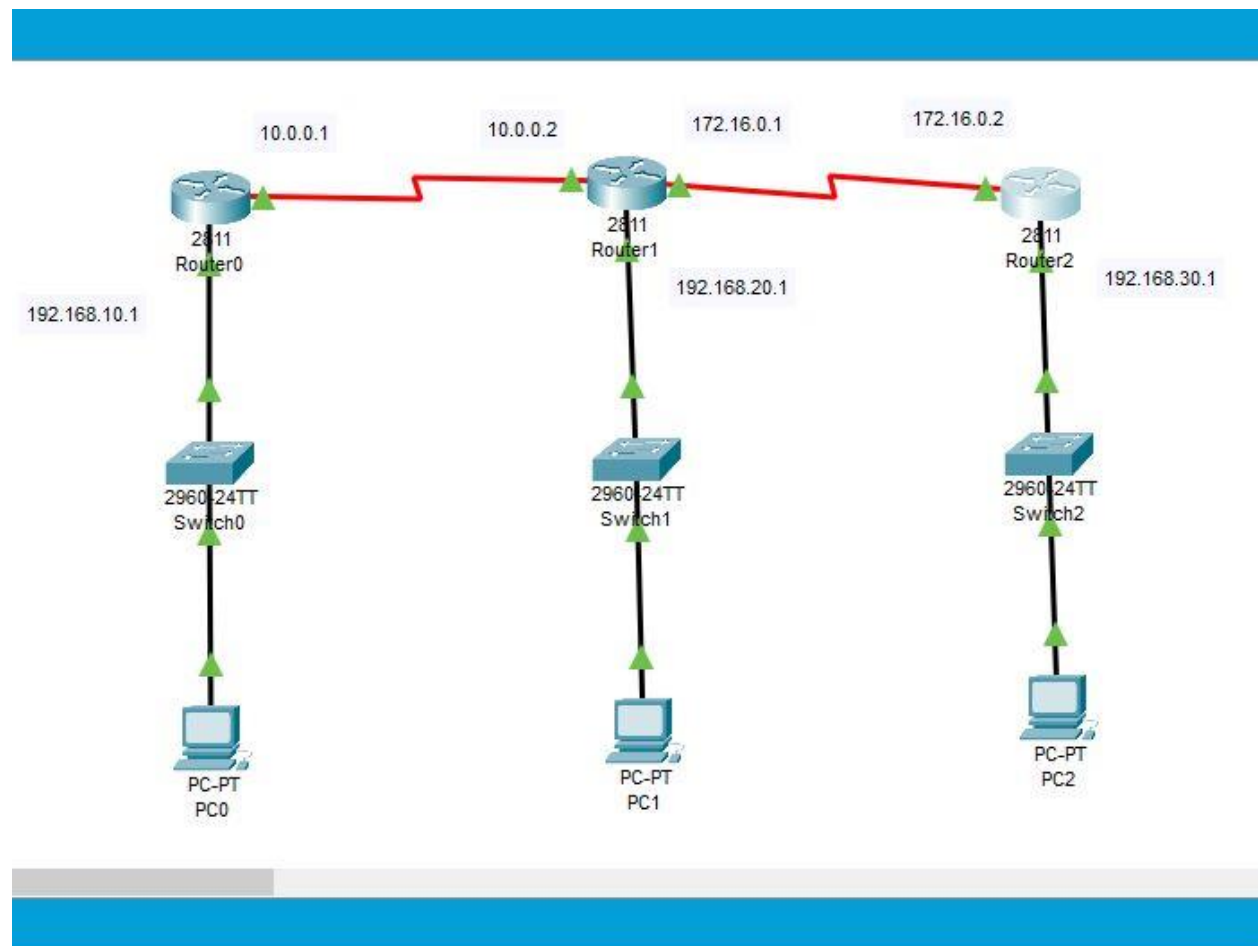 10.0.0.1
10.0.0.2
172.16.0.1
172.16.0.2
2811
Router0
2811
Router1
2811
Router2
192.168.10.1
192.168.20.1
192.168.30.1
2960-24TT
Switch0
2960-24TT
Switch1
2960-24TT
Switch2
PC-PT
PC0
PC-PT
PC1
PC-PT
PC2